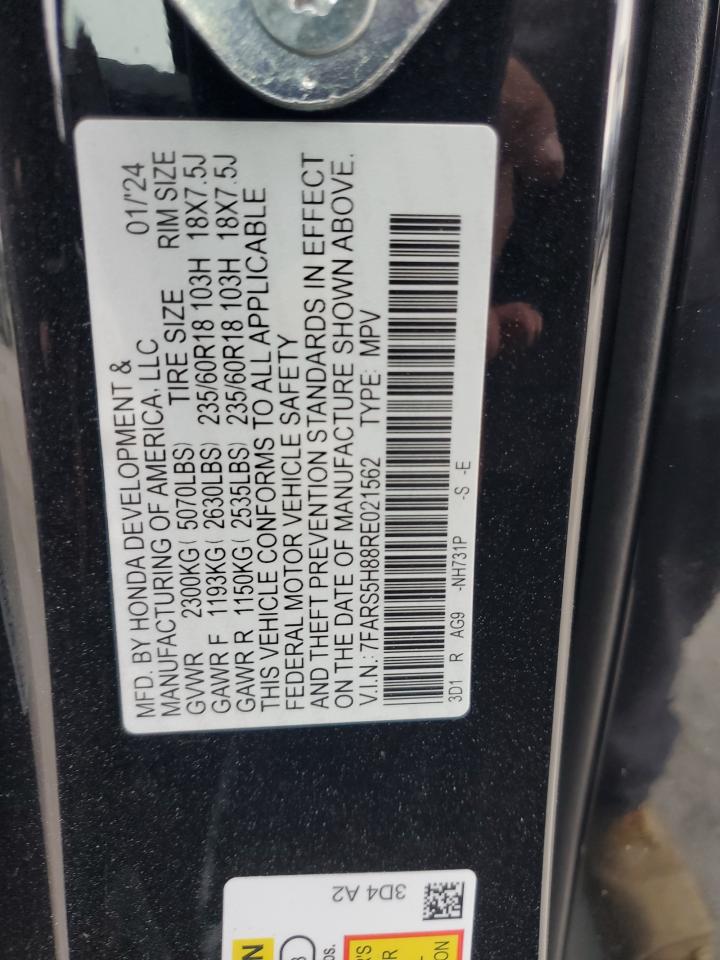 MFD. BY HONDA DEVELOPMENT & 01/'24
MANUFACTURING OF AMERICA, LLC TIRE SIZE RIM SIZE
GVWR 2300KG( 5070LBS)
GAWR F 1193KG( 2630LBS) 235/60R18 103H 18X7.5J
GAWR R 1150KG( 2535LBS) 235/60R18 103H 18X7.5J
THIS VEHICLE CONFORMS TO ALL APPLICABLE
FEDERAL MOTOR VEHICLE SAFETY
AND THEFT PREVENTION STANDARDS IN EFFECT
ON THE DATE OF MANUFACTURE SHOWN ABOVE.
V.I.N.: 7FARS5H88RE021562 TYPE: MPV
3D1 R AG9 -NH731P -S -E
3D4 A2